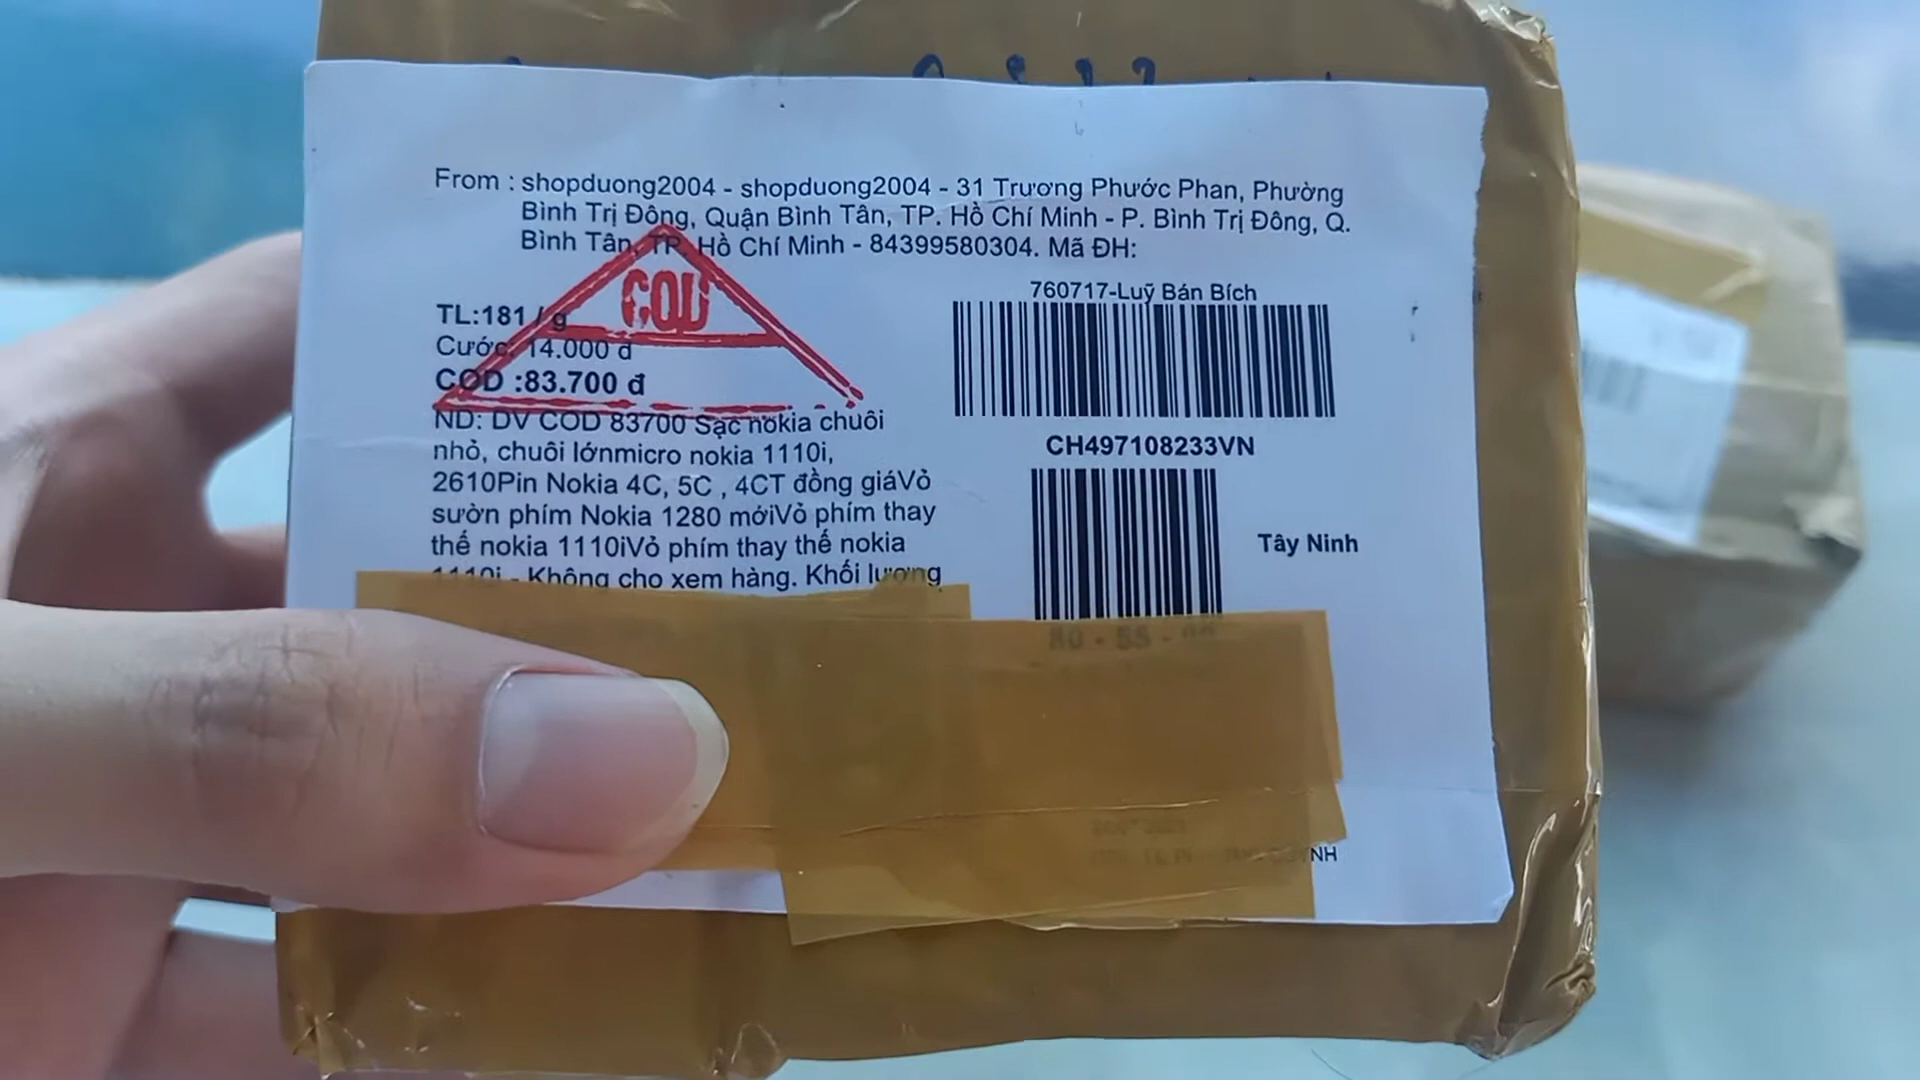 From : shopduong2004 - shopduong2004 - 31 Trương Phước Phan, Phường
Bình Trị Đông, Quận Bình Tân, TP. Hồ Chí Minh - P. Bình Trị Đông, Q.
Bình Tân, TP. Hồ Chí Minh - 84399580304. Mã ĐH:
COD
760717-Luỹ Bán Bích
TL:181 / g
Cước: 14.000 đ
COD :83.700 đ
ND: DV COD 83700 Sạc nokia chuôi
nhỏ, chuôi lớnmicro nokia 1110i,
2610Pin Nokia 4C, 5C , 4CT đồng giáVỏ
sườn phím Nokia 1280 mớiVỏ phím thay
thế nokia 1110iVỏ phím thay thế nokia
1110i - Không cho xem hàng. Khối lượng
CH497108233VN
Tây Ninh